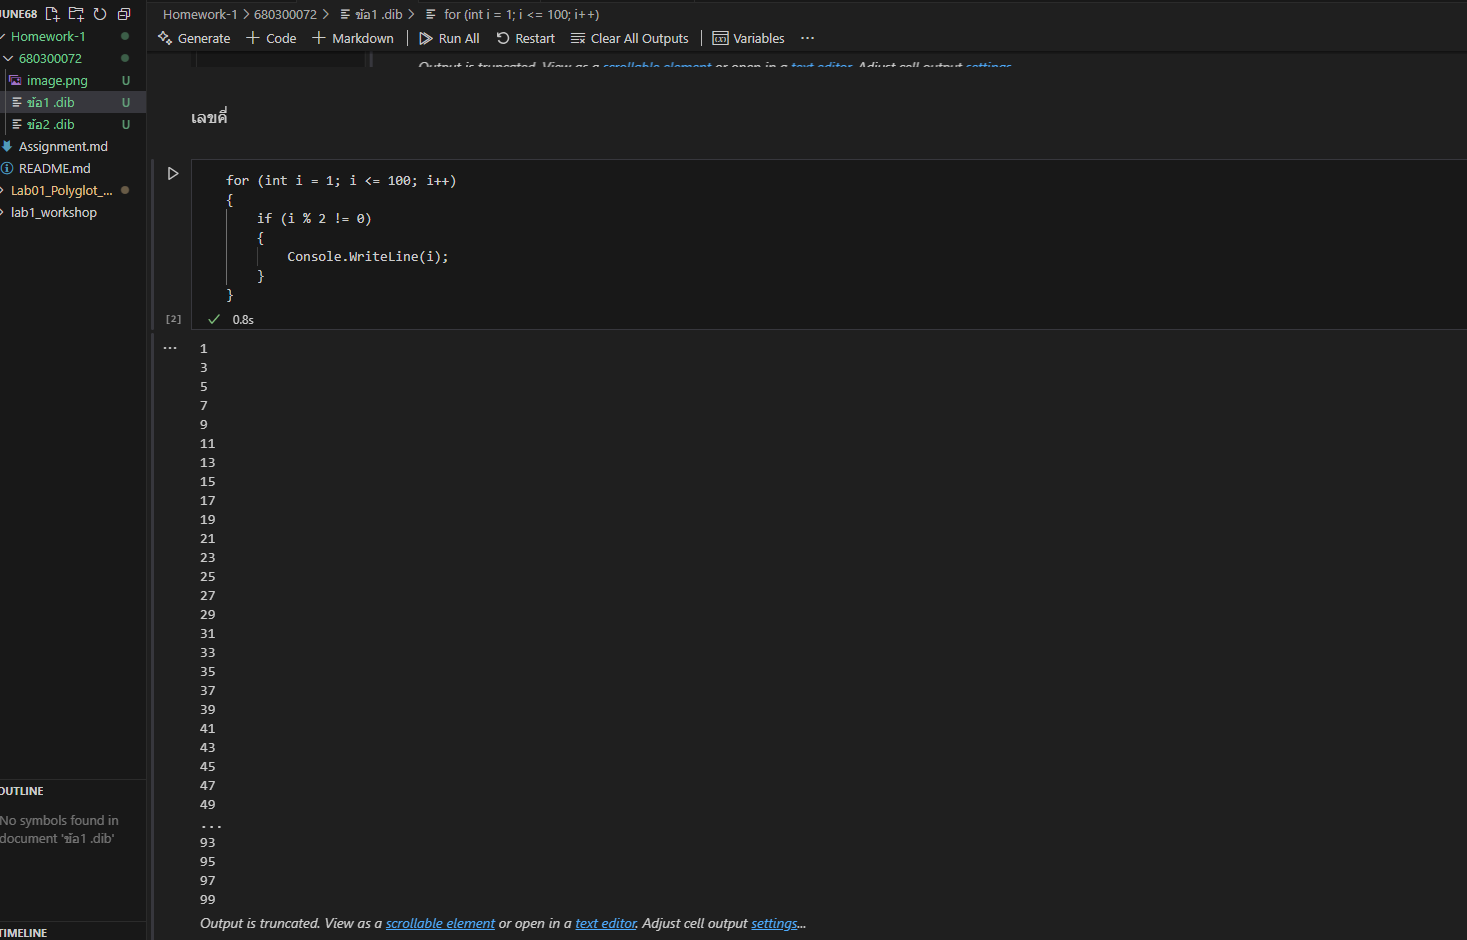 JUNE68
Homework-1
680300072
image.png U
ข้อ1 .dib U
ข้อ2 .dib U
Assignment.md
README.md
Lab01_Polyglot_...
lab1_workshop
OUTLINE
No symbols found in
document 'ข้อ1 .dib'
TIMELINE
Homework-1 > 680300072 > ข้อ1 .dib > for (int i = 1; i <= 100; i++)
Generate + Code + Markdown | Run All Restart Clear All Outputs | Variables ...
Output is truncated. View as a scrollable element or open in a text editor. Adjust cell output settings...
เลขคี่
for (int i = 1; i <= 100; i++)
{
if (i % 2 != 0)
{
Console.WriteLine(i);
}
}
[2] 0.8s
...
1
3
5
7
9
11
13
15
17
19
21
23
25
27
29
31
33
35
37
39
41
43
45
47
49
...
93
95
97
99
Output is truncated. View as a scrollable element or open in a text editor. Adjust cell output settings...